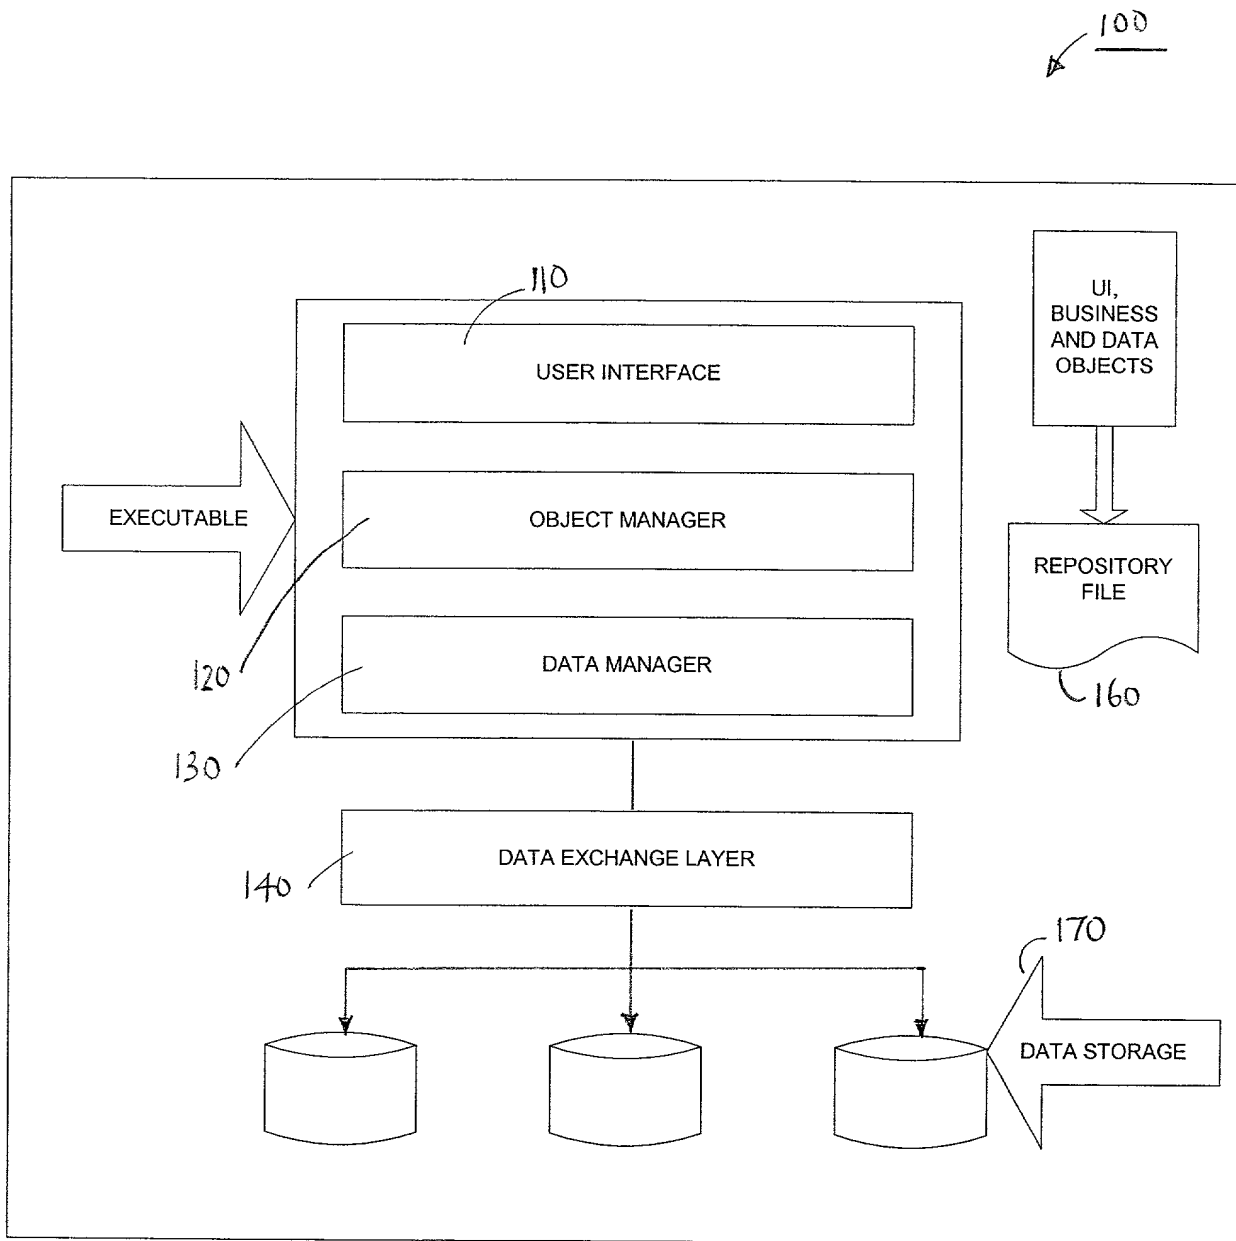 100
110
UI,
BUSINESS
AND DATA
OBJECTS
USER INTERFACE
EXECUTABLE
OBJECT MANAGER
REPOSITORY
FILE
120
DATA MANAGER
160
130
DATA EXCHANGE LAYER
140
170
DATA STORAGE